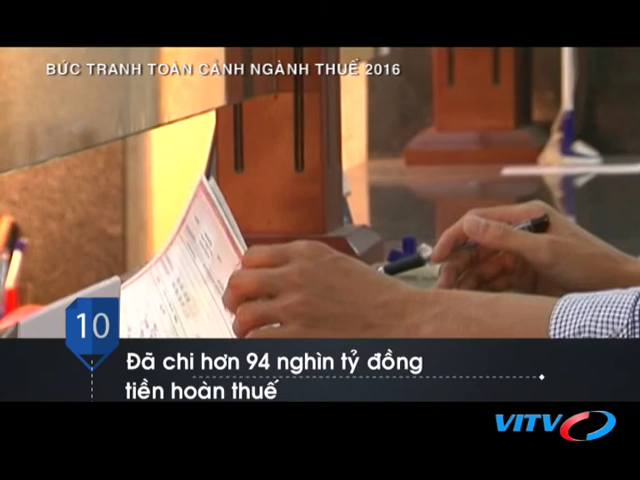 BỨC TRANH TOÀN CẢNH NGÀNH THUẾ 2016
10
Đã chi hơn 94 nghìn tỷ đồng
tiền hoàn thuế
VITV